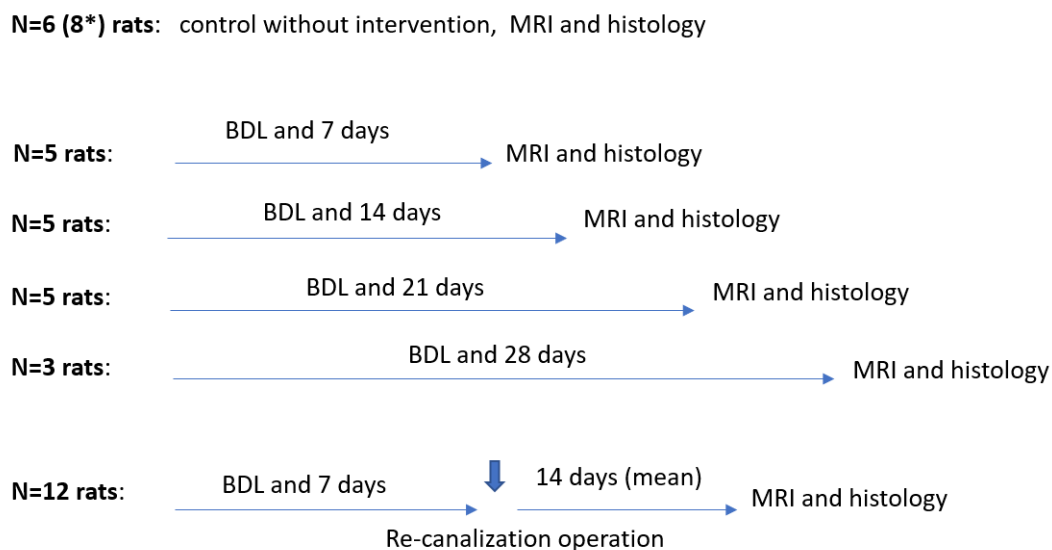 N=6 (8*) rats: control without intervention, MRI and histology
BDL and 7 days
N=5 rats: MRI and histology
BDL and 14 days
N=5 rats: MRI and histology
BDL and 21 days
N=5 rats: MRI and histology
BDL and 28 days
N=3 rats: MRI and histology
BDL and 7 days 14 days (mean)
N=12 rats: MRI and histology
Re-canalization operation